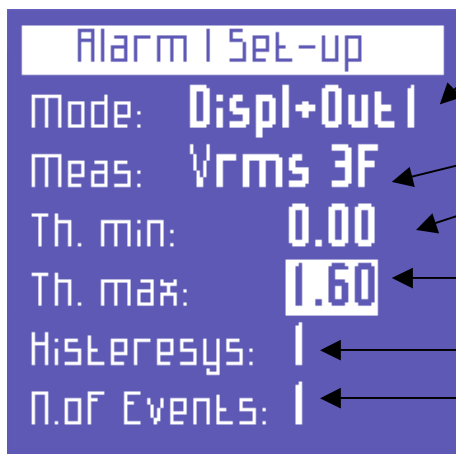 Alarm 1 Set-up
Mode: Displ+Out1
Meas: Vrms 3F
Th. min: 0.00
Th. max: 1.60
Histeresys: 1
N.of Events: 1